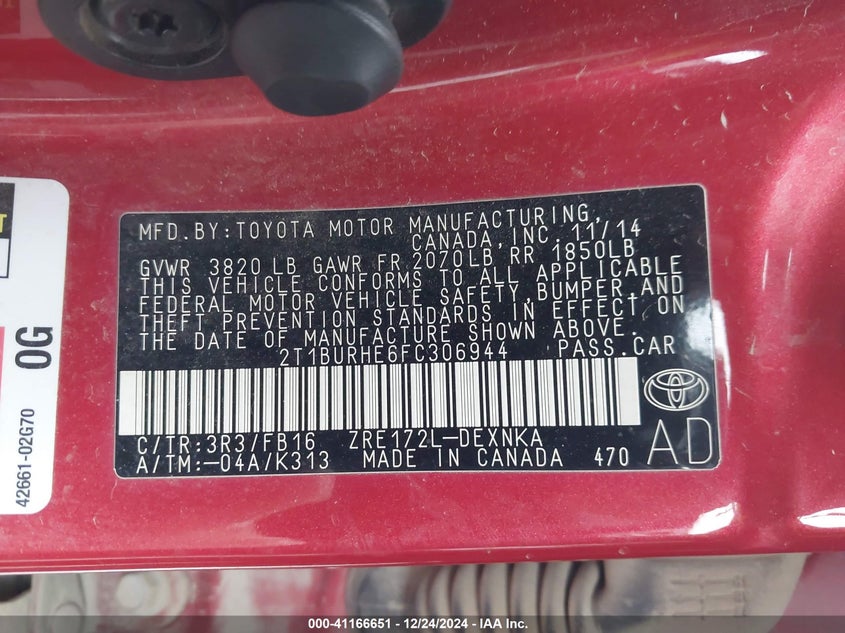 MFD.BY:TOYOTA MOTOR MANUFACTURING,
CANADA,INC. 11/14
GVWR 3820 LB GAWR FR 2070LB RR 1850LB
THIS VEHICLE CONFORMS TO ALL APPLICABLE
FEDERAL MOTOR VEHICLE SAFETY,BUMPER,AND
THEFT PREVENTION STANDARDS IN EFFECT ON
THE DATE OF MANUFACTURE SHOWN ABOVE.
2T1BURHE6FC306944 PASS.CAR
C/TR:3R3/FB16 ZRE172L-DEXNKA
A/TM:-04A/K313 MADE IN CANADA 470
AD
0G
42661-02G70
000-41166651 - 12/24/2024 - IAA Inc.